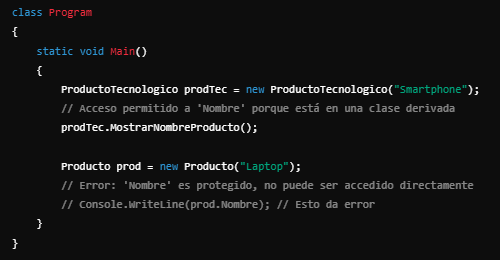 class Program
{
    static void Main()
    {
        ProductoTecnologico prodTec = new ProductoTecnologico("Smartphone");
        // Acceso permitido a 'Nombre' porque está en una clase derivada
        prodTec.MostrarNombreProducto();

        Producto prod = new Producto("Laptop");
        // Error: 'Nombre' es protegido, no puede ser accedido directamente
        // Console.WriteLine(prod.Nombre); // Esto da error
    }
}